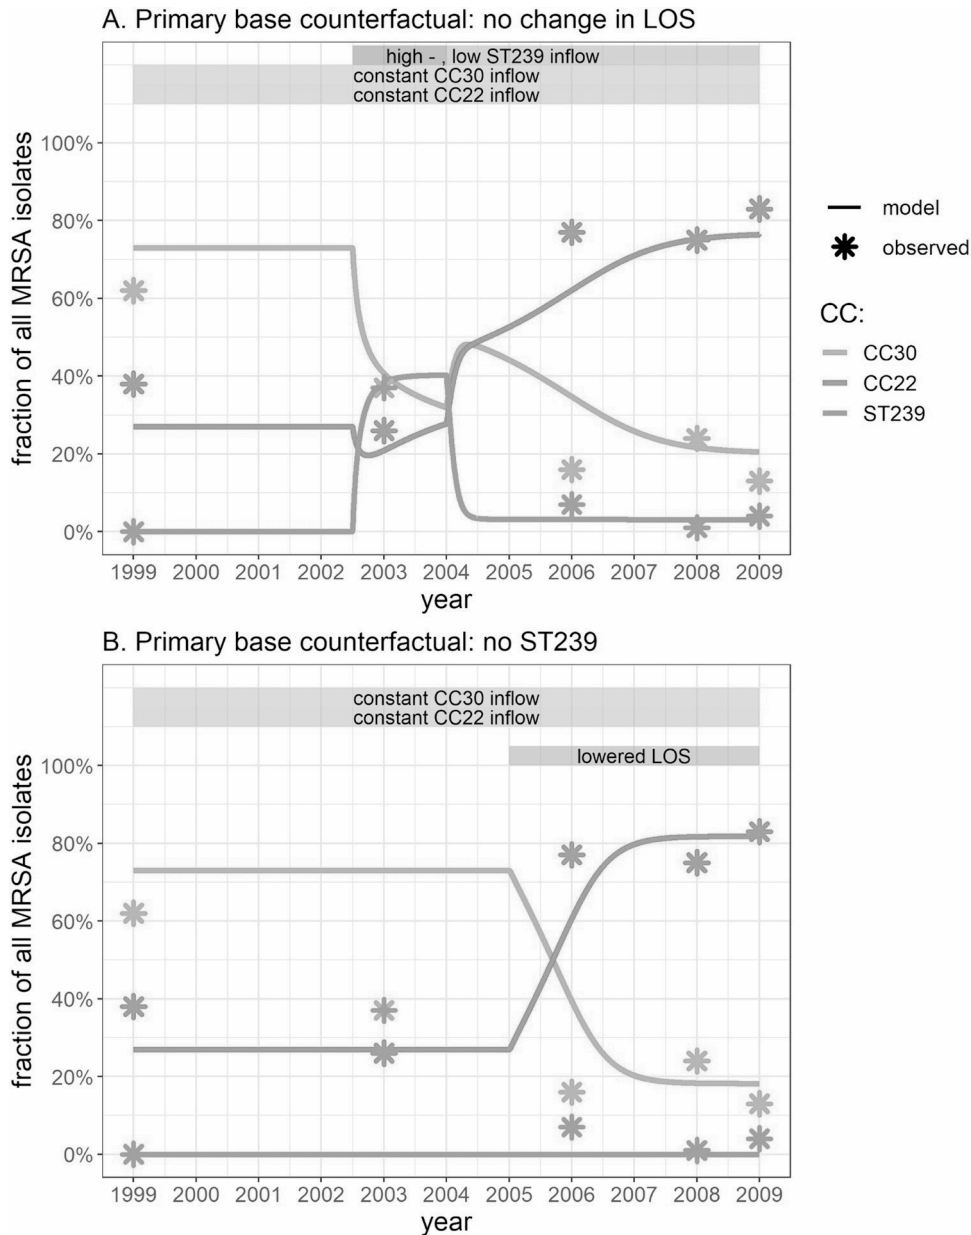 A. Primary base counterfactual: no change in LOS
high - , low ST239 inflow
constant CC30 inflow
constant CC22 inflow
fraction of all MRSA isolates
100%
80%
60%
40%
20%
0%
1999 2000 2001 2002 2003 2004 2005 2006 2007 2008 2009
year
model
observed
CC:
CC30
CC22
ST239
B. Primary base counterfactual: no ST239
constant CC30 inflow
constant CC22 inflow
lowered LOS
fraction of all MRSA isolates
100%
80%
60%
40%
20%
0%
1999 2000 2001 2002 2003 2004 2005 2006 2007 2008 2009
year